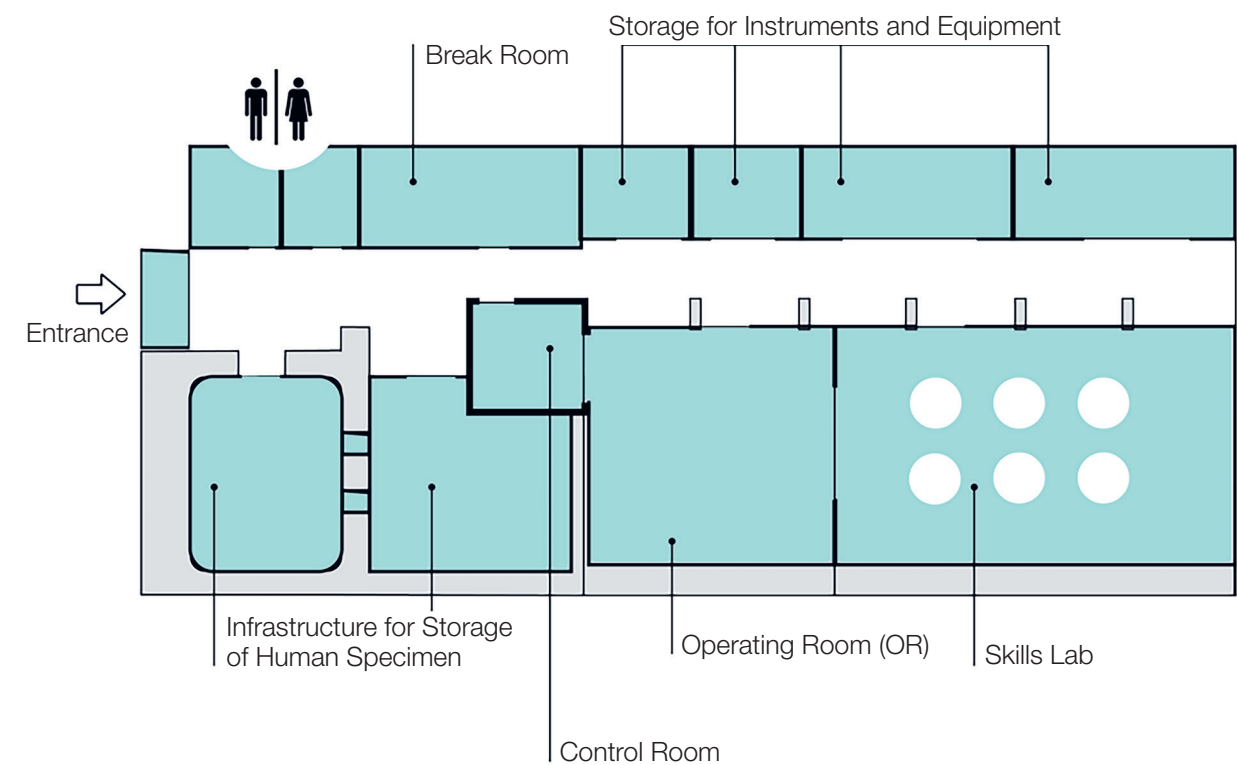 Storage for Instruments and Equipment
Break Room
Entrance
Infrastructure for Storage
of Human Specimen
Operating Room (OR)
Skills Lab
Control Room